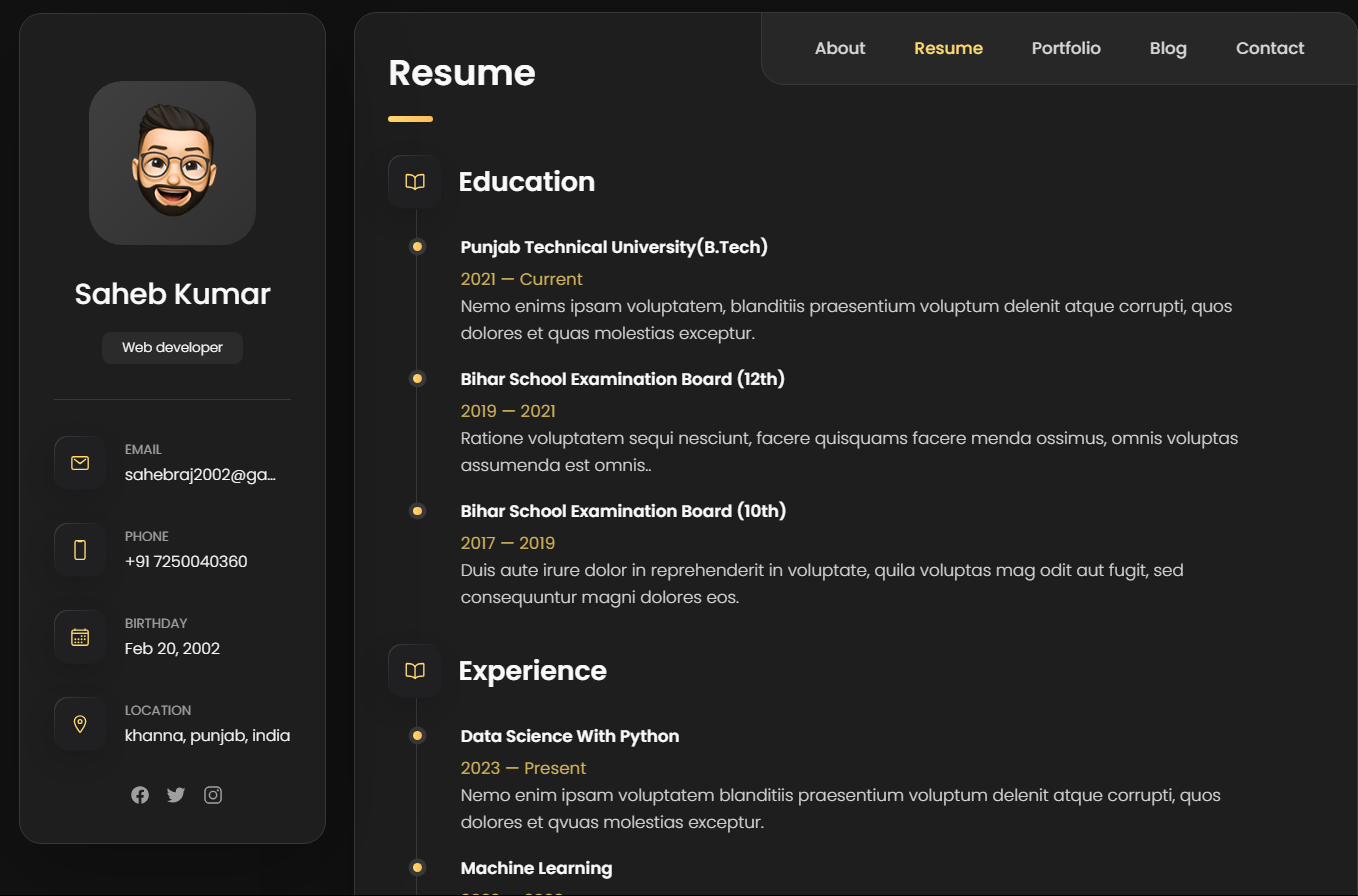 Saheb Kumar
Web developer
EMAIL
sahebraj2002@ga...
PHONE
+91 7250040360
BIRTHDAY
Feb 20, 2002
LOCATION
khanna, punjab, india
About Resume Portfolio Blog Contact
Resume
Education
Punjab Technical University(B.Tech)
2021 — Current
Nemo enims ipsam voluptatem, blanditiis praesentium voluptum delenit atque corrupti, quos
dolores et quas molestias exceptur.
Bihar School Examination Board (12th)
2019 — 2021
Ratione voluptatem sequi nesciunt, facere quisquams facere menda ossimus, omnis voluptas
assumenda est omnis..
Bihar School Examination Board (10th)
2017 — 2019
Duis aute irure dolor in reprehenderit in voluptate, quila voluptas mag odit aut fugit, sed
consequuntur magni dolores eos.
Experience
Data Science With Python
2023 — Present
Nemo enim ipsam voluptatem blanditiis praesentium voluptum delenit atque corrupti, quos
dolores et qvuas molestias exceptur.
Machine Learning